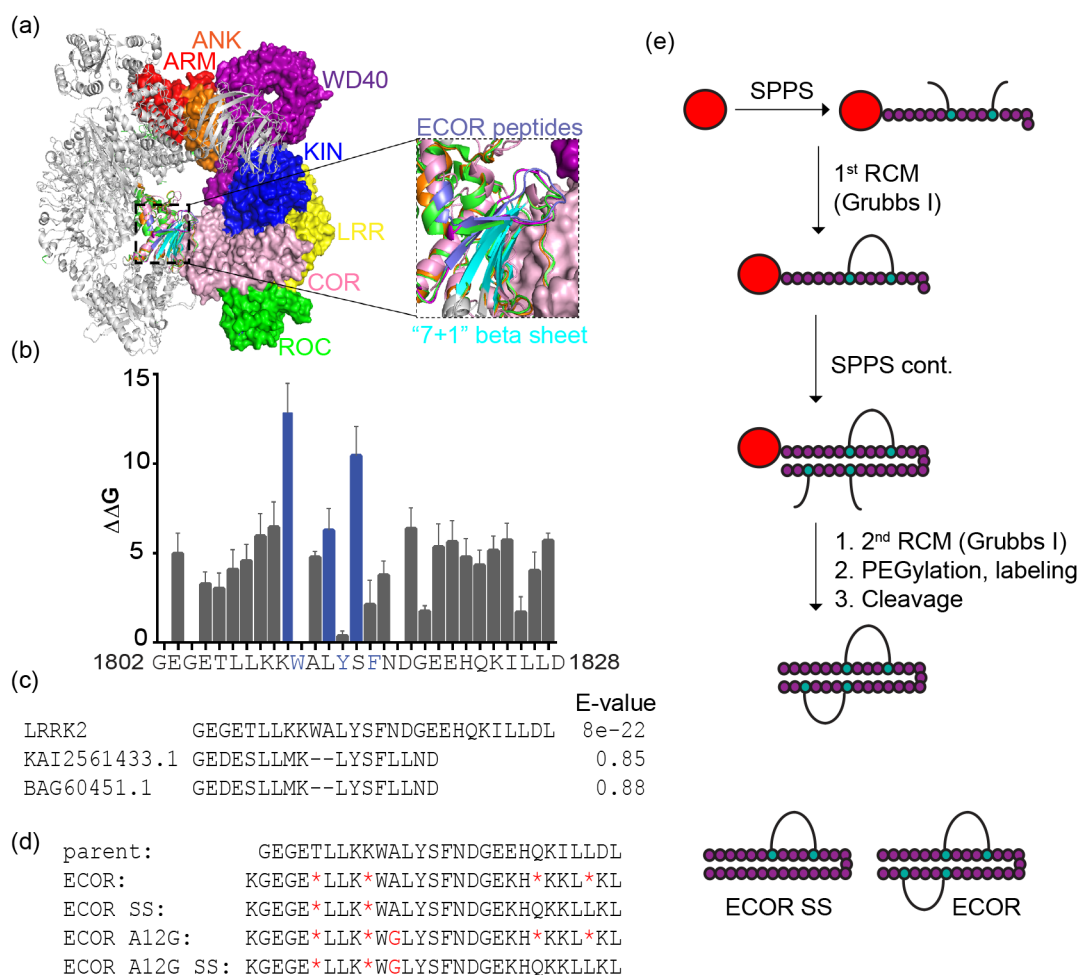 (a)
ANK
ARM
WD40
ECOR peptides
KIN
LRR
COR
"7+1" beta sheet
ROC
(b)
15
10
5
0
ΔΔG
1802 GEGETLLKKWALYSFNDGEEHQKILLD 1828
(c)
E-value
LRRK2 GEGETLLKKWALYSFNDGEEHQKILLDL 8e-22
KAI2561433.1 GEDESLLMK--LYSFLLND 0.85
BAG60451.1 GEDESLLMK--LYSFLLND 0.88
(d)
parent: GEGETLLKKWALYSFNDGEEHQKILLDL
ECOR: KGEGE*LLK*WALYSFNDGEKH*KKL*KL
ECOR SS: KGEGE*LLK*WALYSFNDGEKHQKKLLKL
ECOR A12G: KGEGE*LLK*WGLYSFNDGEKH*KKL*KL
ECOR A12G SS: KGEGE*LLK*WGLYSFNDGEKHQKKLLKL
(e)
SPPS
1st RCM
(Grubbs I)
SPPS cont.
1. 2nd RCM (Grubbs I)
2. PEGylation, labeling
3. Cleavage
ECOR SS
ECOR